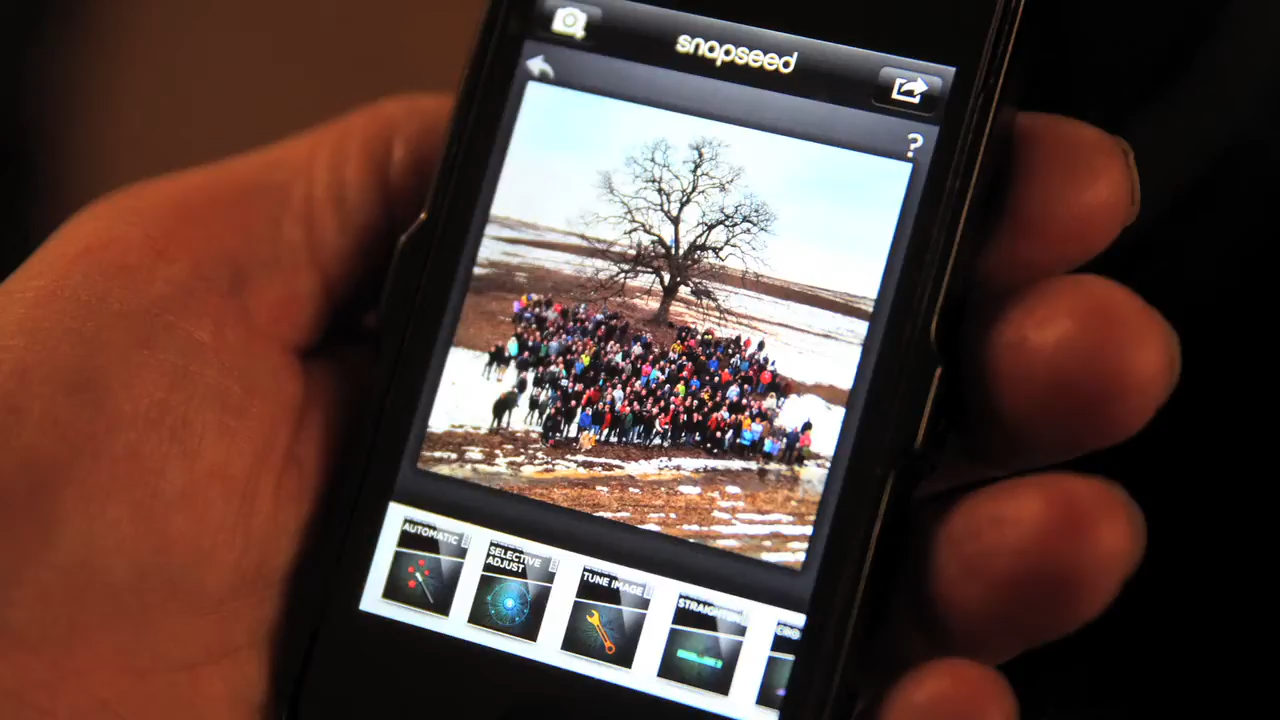 snapseed
?
AUTOMATIC
SELECTIVE
ADJUST
TUNE IMAGE
STRAIGHTEN